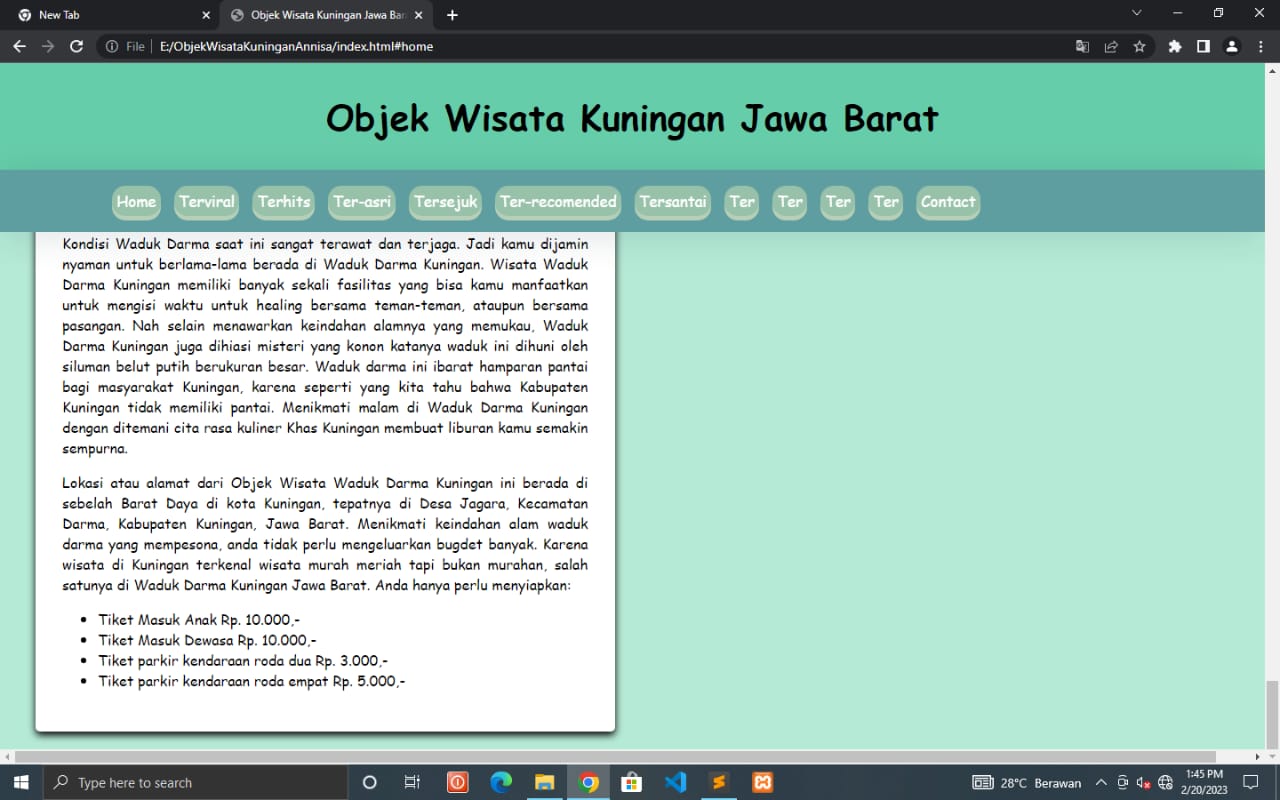 New Tab
Objek Wisata Kuningan Jawa Bar
File
E:/ObjekWisataKuninganAnnisa/index.html#home
Objek Wisata Kuningan Jawa Barat
Home Terviral Terhits Ter-asri Tersejuk Ter-recomended Tersantai Ter Ter Ter Ter Contact
Kondisi Waduk Darma saat ini sangat terawat dan terjaga. Jadi kamu dijamin
nyaman untuk berlama-lama berada di Waduk Darma Kuningan. Wisata Waduk
Darma Kuningan memiliki banyak sekali fasilitas yang bisa kamu manfaatkan
untuk mengisi waktu untuk healing bersama teman-teman, ataupun bersama
pasangan. Nah selain menawarkan keindahan alamnya yang memukau, Waduk
Darma Kuningan juga dihiasi misteri yang konon katanya waduk ini dihuni oleh
siluman belut putih berukuran besar. Waduk darma ini ibarat hamparan pantai
bagi masyarakat Kuningan, karena seperti yang kita tahu bahwa Kabupaten
Kuningan tidak memiliki pantai. Menikmati malam di Waduk Darma Kuningan
dengan ditemani cita rasa kuliner Khas Kuningan membuat liburan kamu semakin
sempurna.
Lokasi atau alamat dari Objek Wisata Waduk Darma Kuningan ini berada di
sebelah Barat Daya di kota Kuningan, tepatnya di Desa Jagara, Kecamatan
Darma, Kabupaten Kuningan, Jawa Barat. Menikmati keindahan alam waduk
darma yang mempesona, anda tidak perlu mengeluarkan bugdet banyak. Karena
wisata di Kuningan terkenal wisata murah meriah tapi bukan murahan, salah
satunya di Waduk Darma Kuningan Jawa Barat. Anda hanya perlu menyiapkan:
• Tiket Masuk Anak Rp. 10.000,-
• Tiket Masuk Dewasa Rp. 10.000,-
• Tiket parkir kendaraan roda dua Rp. 3.000,-
• Tiket parkir kendaraan roda empat Rp. 5.000,-
Type here to search
28°C Berawan
1:45 PM
2/20/2023